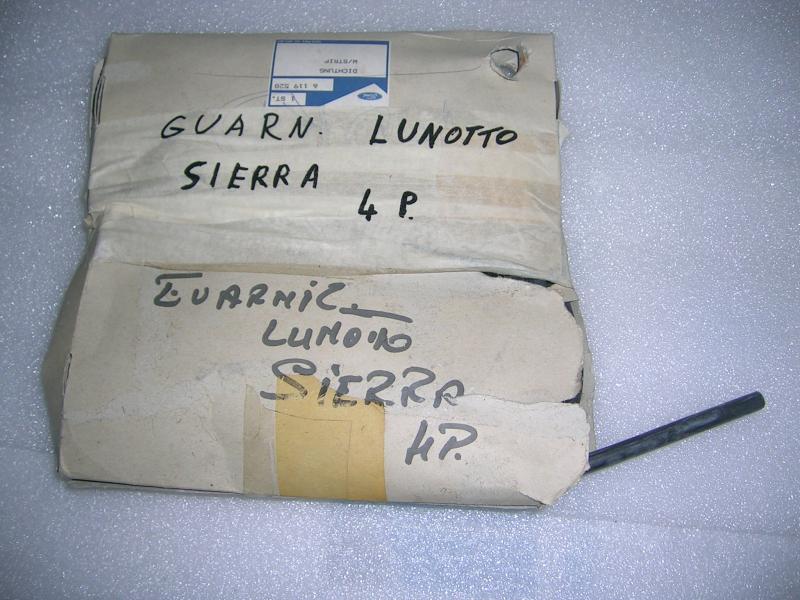 1 ST.
6 119 528
DICHTUNG
W/STRIP
GUARN. LUNOTTO
SIERRA
4 P.
GUARNIZ.
LUNOTTO
SIERRA
4P.